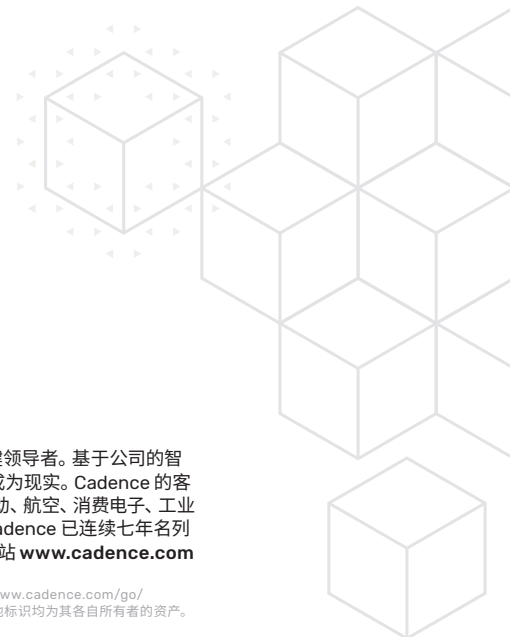 领导者。基于公司的智
成为现实。Cadence 的客
动、航空、消费电子、工业
adence 已连续七年名列
站 www.cadence.com
ww.cadence.com/go/
标识均为其各自所有者的资产。